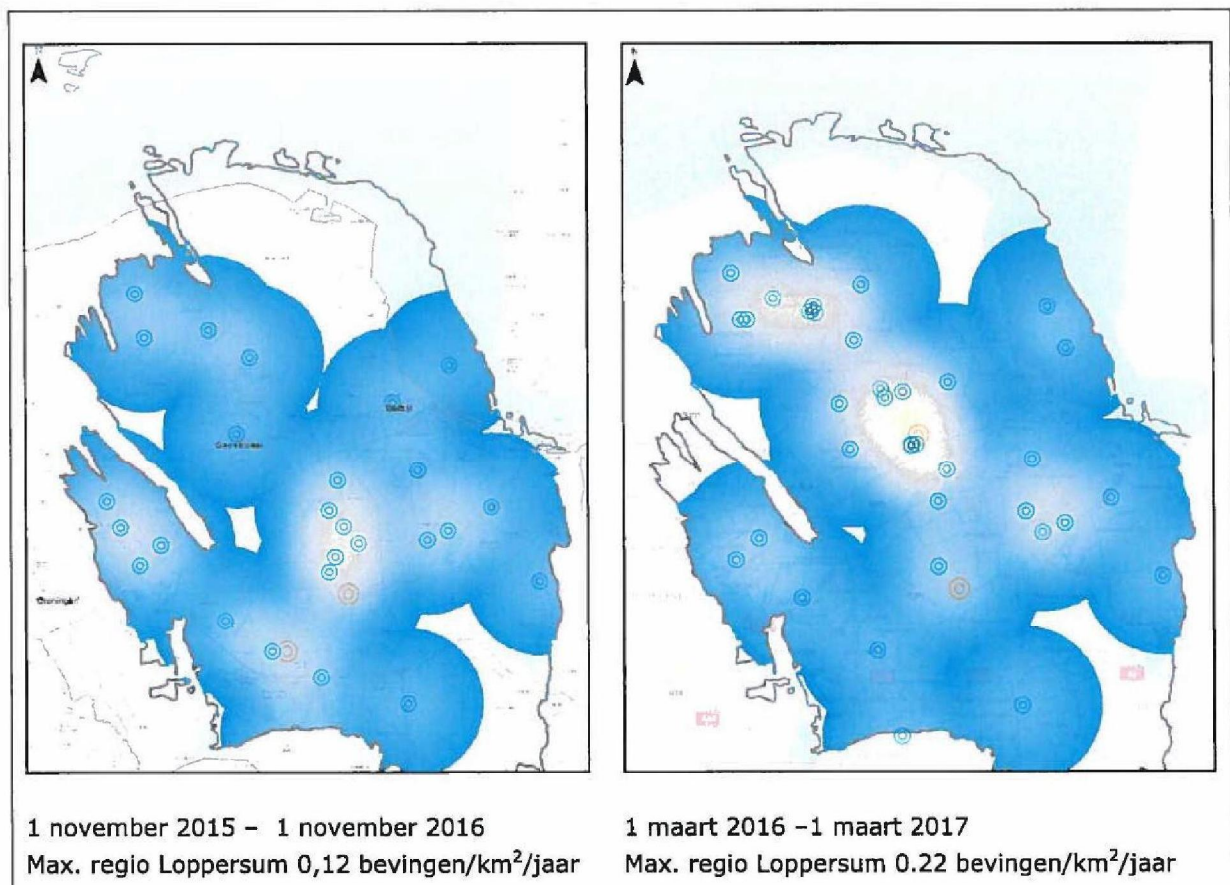 1 november 2015 – 1 november 2016
Max. regio Loppersum 0,12 bevingen/km²/jaar
1 maart 2016 –1 maart 2017
Max. regio Loppersum 0.22 bevingen/km²/jaar